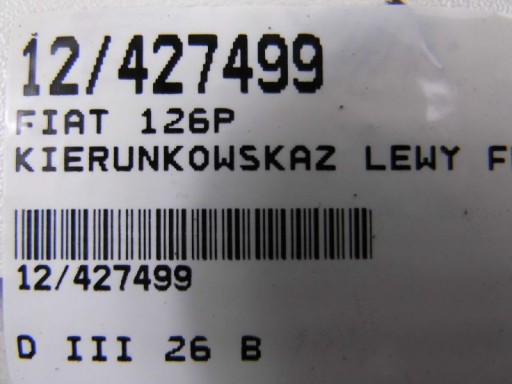 12/427499
FIAT 126P
KIERUNKOWSKAZ LEWY
12/427499
D III 26 B